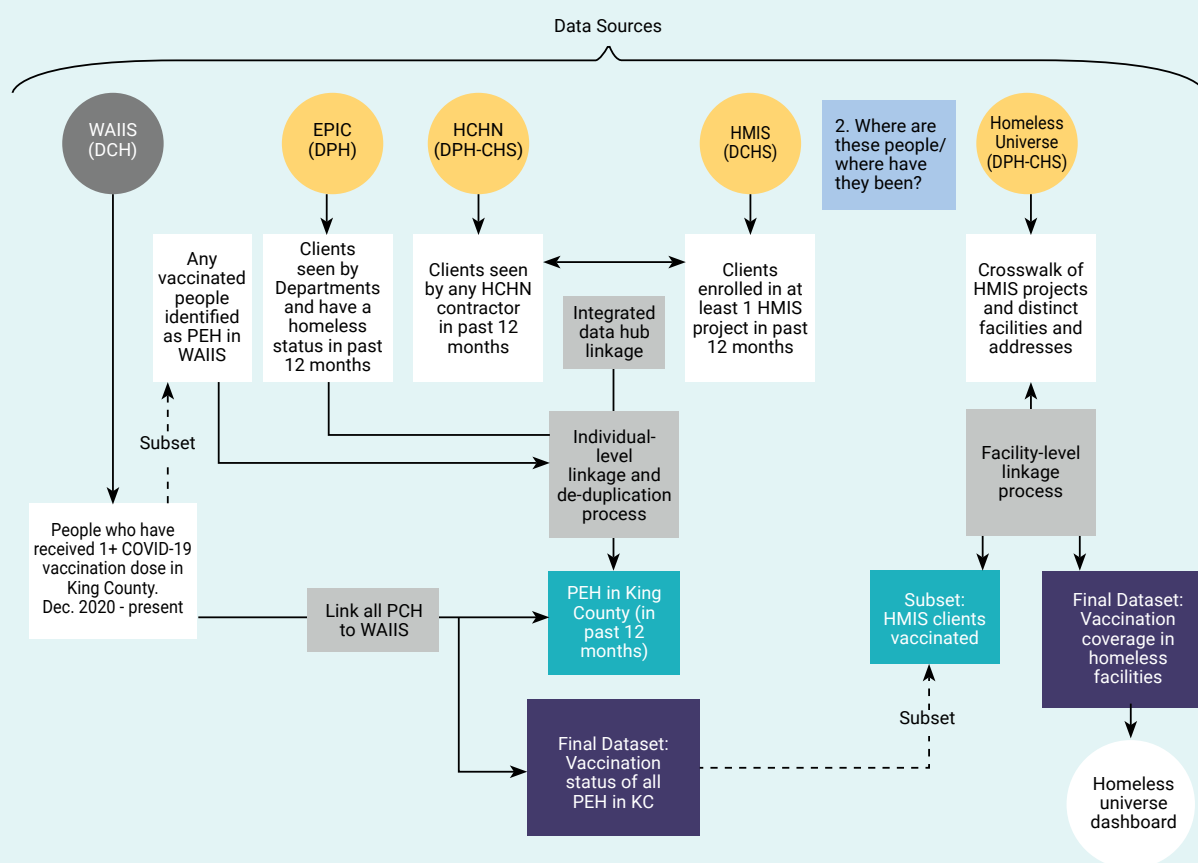 Data Sources
WAIIS
(DCH)
EPIC
(DPH)
HCHN
(DPH-CHS)
HMIS
(DCHS)
2. Where are
these people/
where have
they been?
Homeless
Universe
(DPH-CHS)
Any
vaccinated
people
identified
as PEH in
WAIIS
Clients
seen by
Departments
and have a
homeless
status in past
12 months
Clients seen
by any HCHN
contractor
in past 12
months
Integrated
data hub
linkage
Clients
enrolled in
at least 1 HMIS
project in past
12 months
Crosswalk of
HMIS projects
and distinct
facilities and
addresses
Subset
Individual-
level
linkage and
de-duplication
process
Facility-level
linkage
process
People who have
received 1+ COVID-19
vaccination dose in
King County.
Dec. 2020 - present
Link all PCH
to WAIIS
PEH in King
County (in
past 12
months)
Subset:
HMIS clients
vaccinated
Final Dataset:
Vaccination
coverage in
homeless
facilities
Final Dataset:
Vaccination
status of all
PEH in KC
Subset
Homeless
universe
dashboard